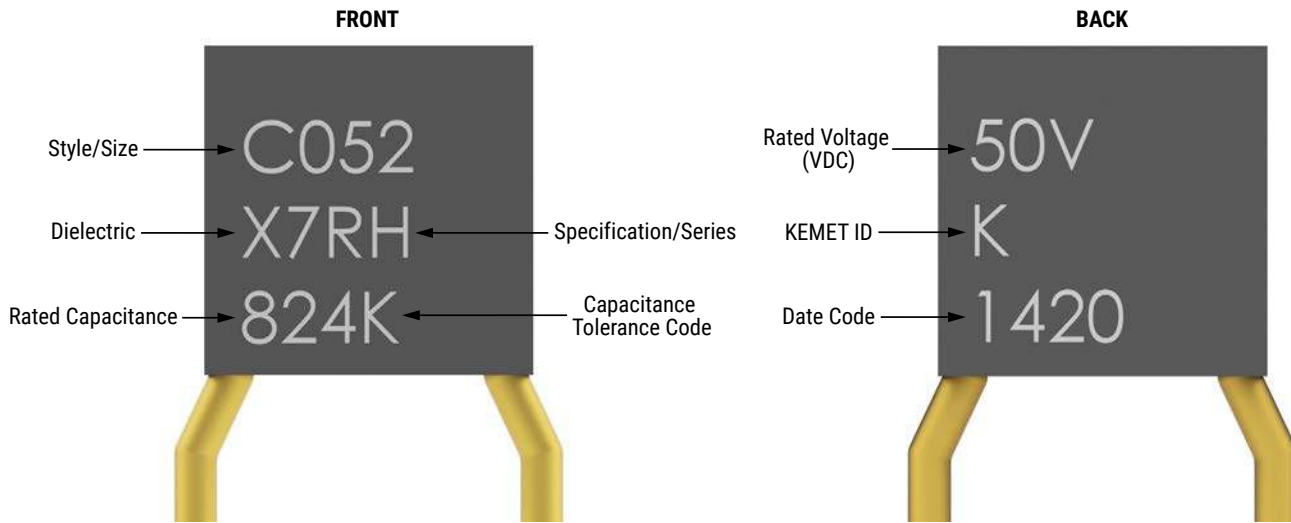 FRONT
Style/Size
C052
Dielectric
X7RH
Specification/Series
Rated Capacitance
824K
Capacitance
Tolerance Code
BACK
Rated Voltage
(VDC)
50V
KEMET ID
K
Date Code
1420